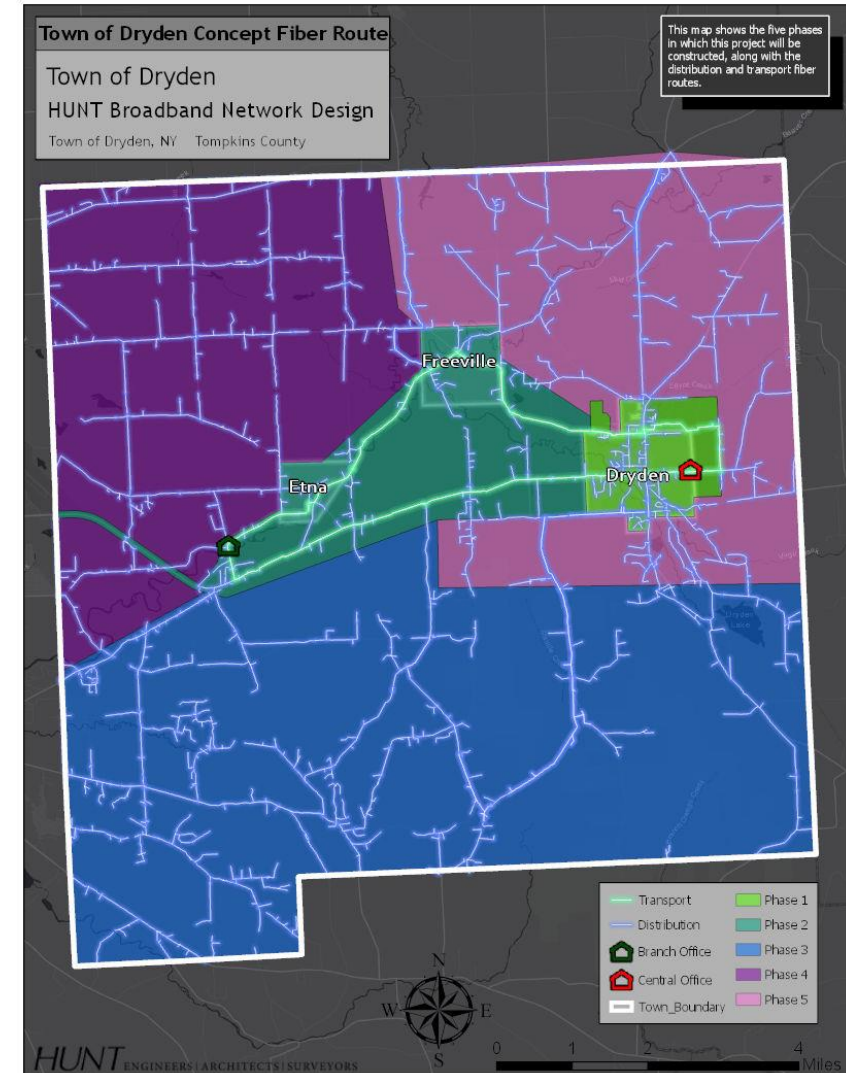 Town of Dryden Concept Fiber Route
Town of Dryden
HUNT Broadband Network Design
Town of Dryden, NY Tompkins County
This map shows the five phases
in which this project will be
constructed, along with the
distribution and transport fiber
routes.
Freeville
Etna
Dryden
Dryden
Lake
Transport
Distribution
Branch Office
Central Office
Town_Boundary
Phase 1
Phase 2
Phase 3
Phase 4
Phase 5
N
W
E
S
0 1 2 4
Miles
HUNT ENGINEERS | ARCHITECTS | SURVEYORS